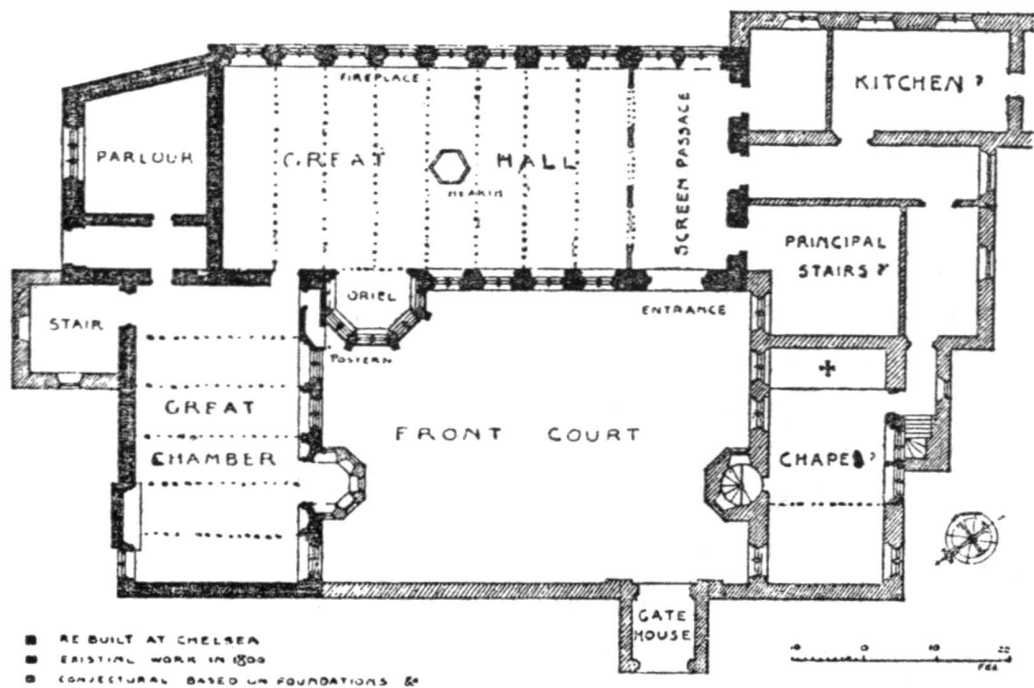 KITCHEN?
FIREPLACE
PARLOUR
GREAT HALL
HEARTH
SCREEN PASSAGE
PRINCIPAL
STAIRS?
ORIEL
STAIR
ENTRANCE
POSTERN
GREAT
CHAMBER
FRONT COURT
CHAPEL?
GATE
HOUSE
RE BUILT AT CHELSEA
EXISTING WORK IN 1800
CONJECTURAL BASED ON FOUNDATIONS &c
10 0 10 20
FEET